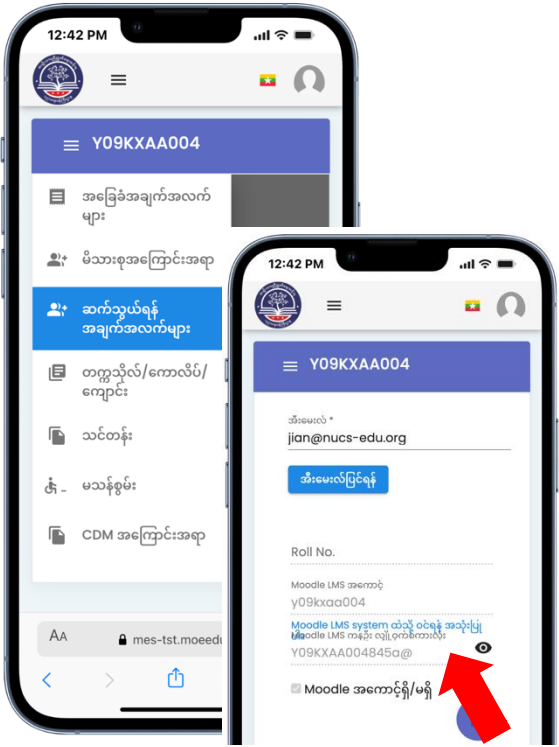 12:42 PM
Y09KXAA004
အခြေခံအချက်အလက်
များ
မိသားစုအကြောင်းအရာ
ဆက်သွယ်ရန်
အချက်အလက်များ
တက္ကသိုလ်/ကောလိပ်/
ကျောင်း
သင်တန်း
မသန်စွမ်း
CDM အကြောင်းအရာ
AA
mes-tst.moeedu
12:42 PM
Y09KXAA004
အီးမေးလ် *
jian@nucs-edu.org
အီးမေးလ်ပြင်ရန်
Roll No.
Moodle LMS အကောင့်
y09kxaa004
Moodle LMS system ထဲသို့ ဝင်ရန် အသုံးပြု
Moodle LMS ကနဦး လျှို့ဝှက်စကားလုံး
Y09KXAA004845a@
Moodle အကောင့်ရှိ/မရှိ